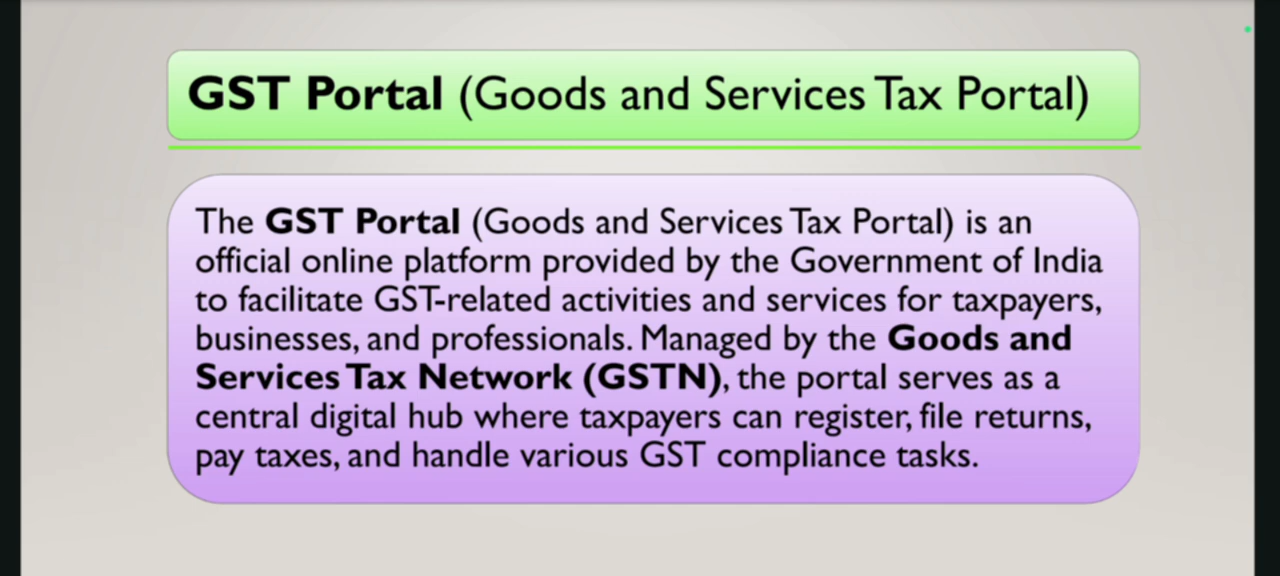 GST Portal (Goods and Services Tax Portal)
The GST Portal (Goods and Services Tax Portal) is an
official online platform provided by the Government of India
to facilitate GST-related activities and services for taxpayers,
businesses, and professionals. Managed by the Goods and
Services Tax Network (GSTN), the portal serves as a
central digital hub where taxpayers can register, file returns,
pay taxes, and handle various GST compliance tasks.